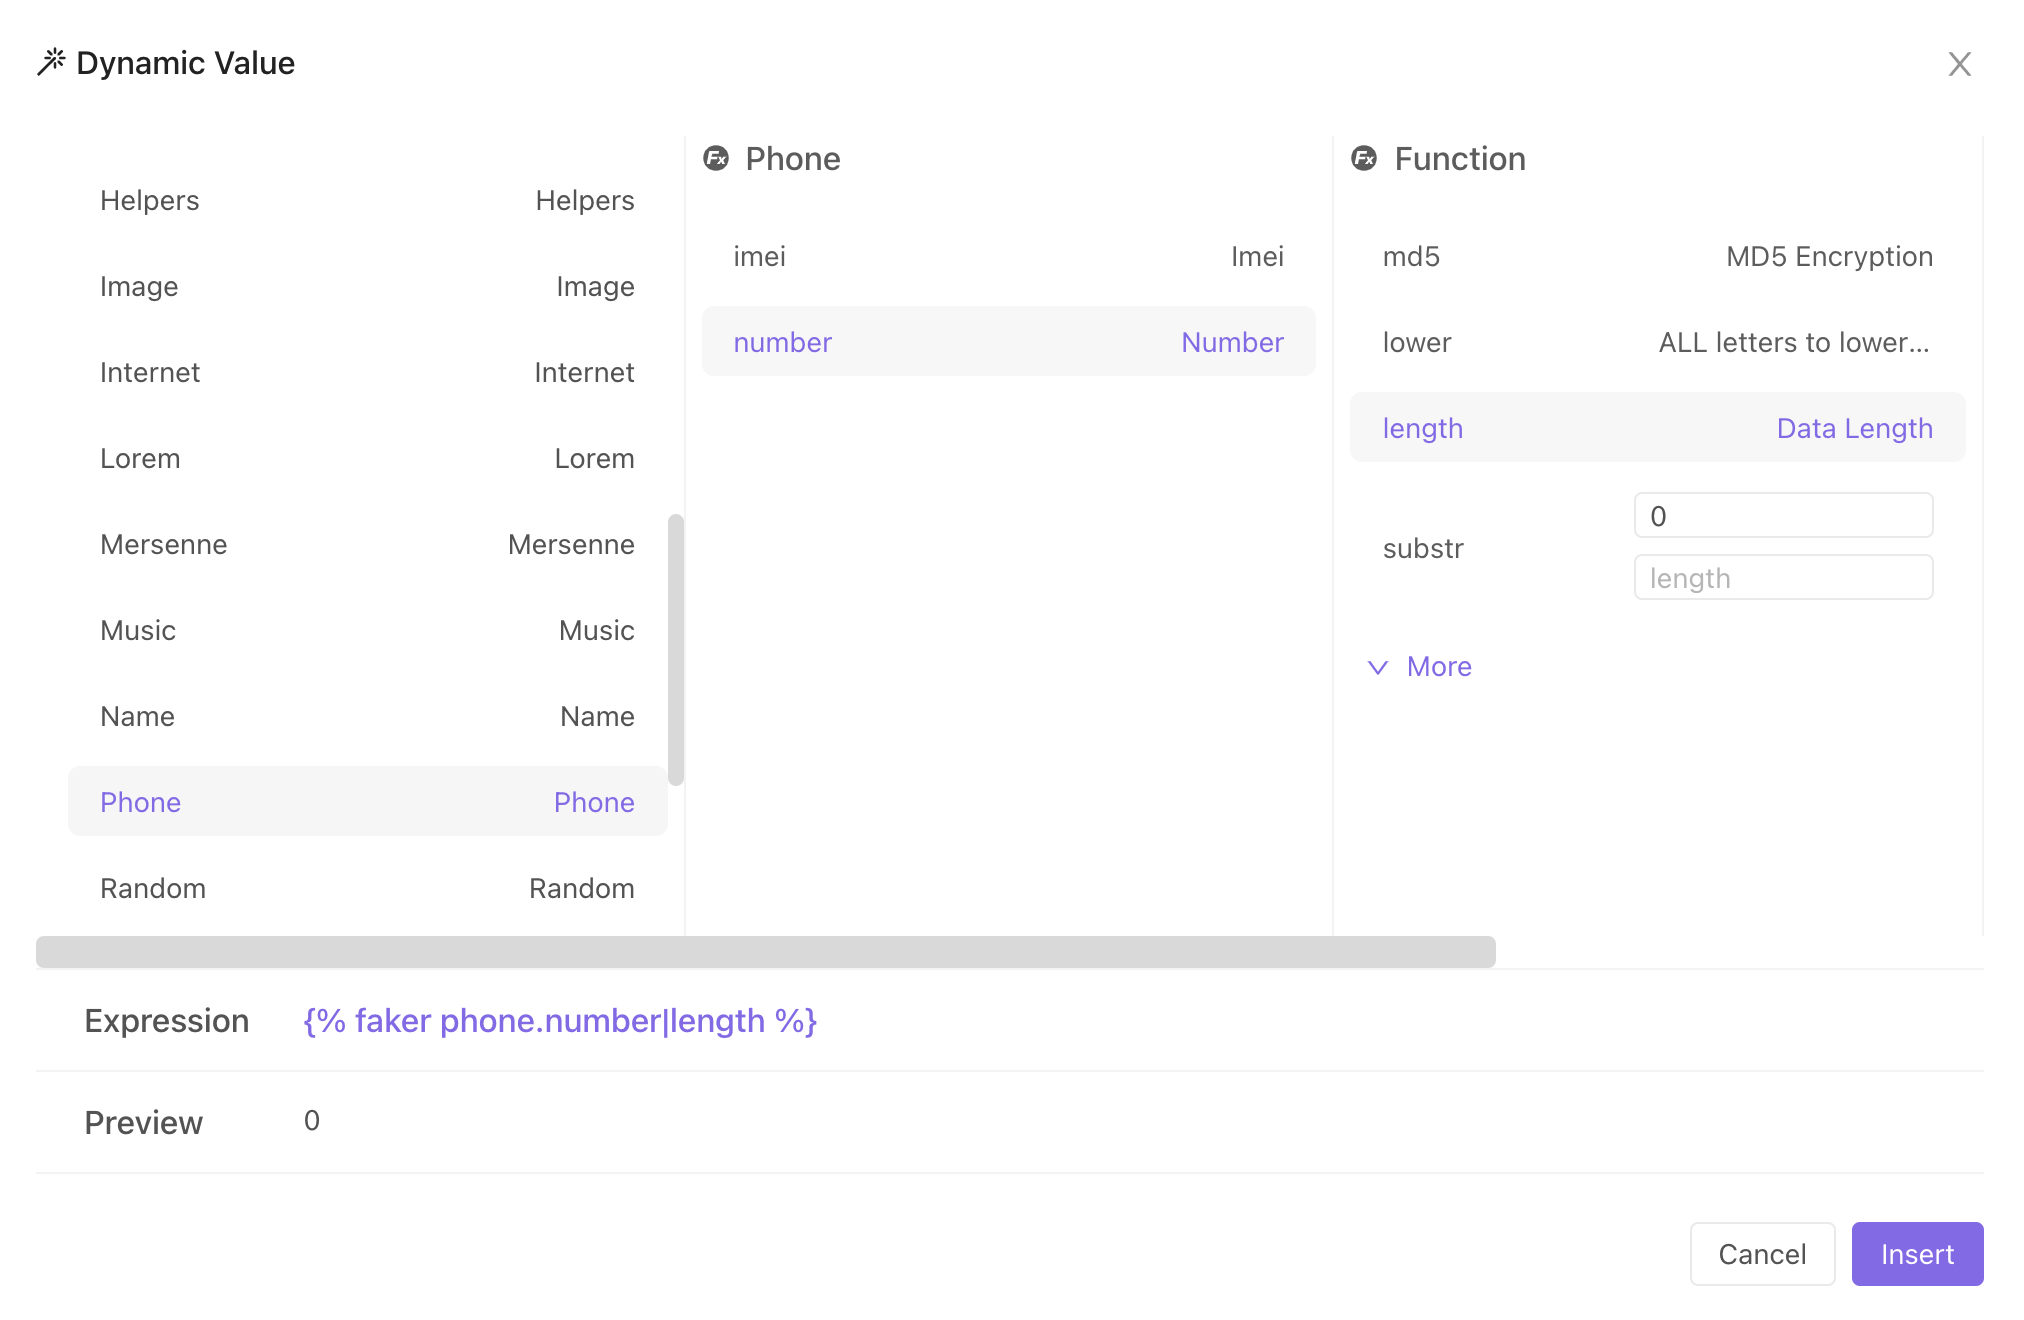 Dynamic Value
Helpers Helpers
Image Image
Internet Internet
Lorem Lorem
Mersenne Mersenne
Music Music
Name Name
Phone Phone
Random Random
Fx Phone
imei Imei
number Number
Fx Function
md5 MD5 Encryption
lower ALL letters to lower...
length Data Length
substr 0
length
More
Expression {% faker phone.number|length %}
Preview 0
Cancel Insert